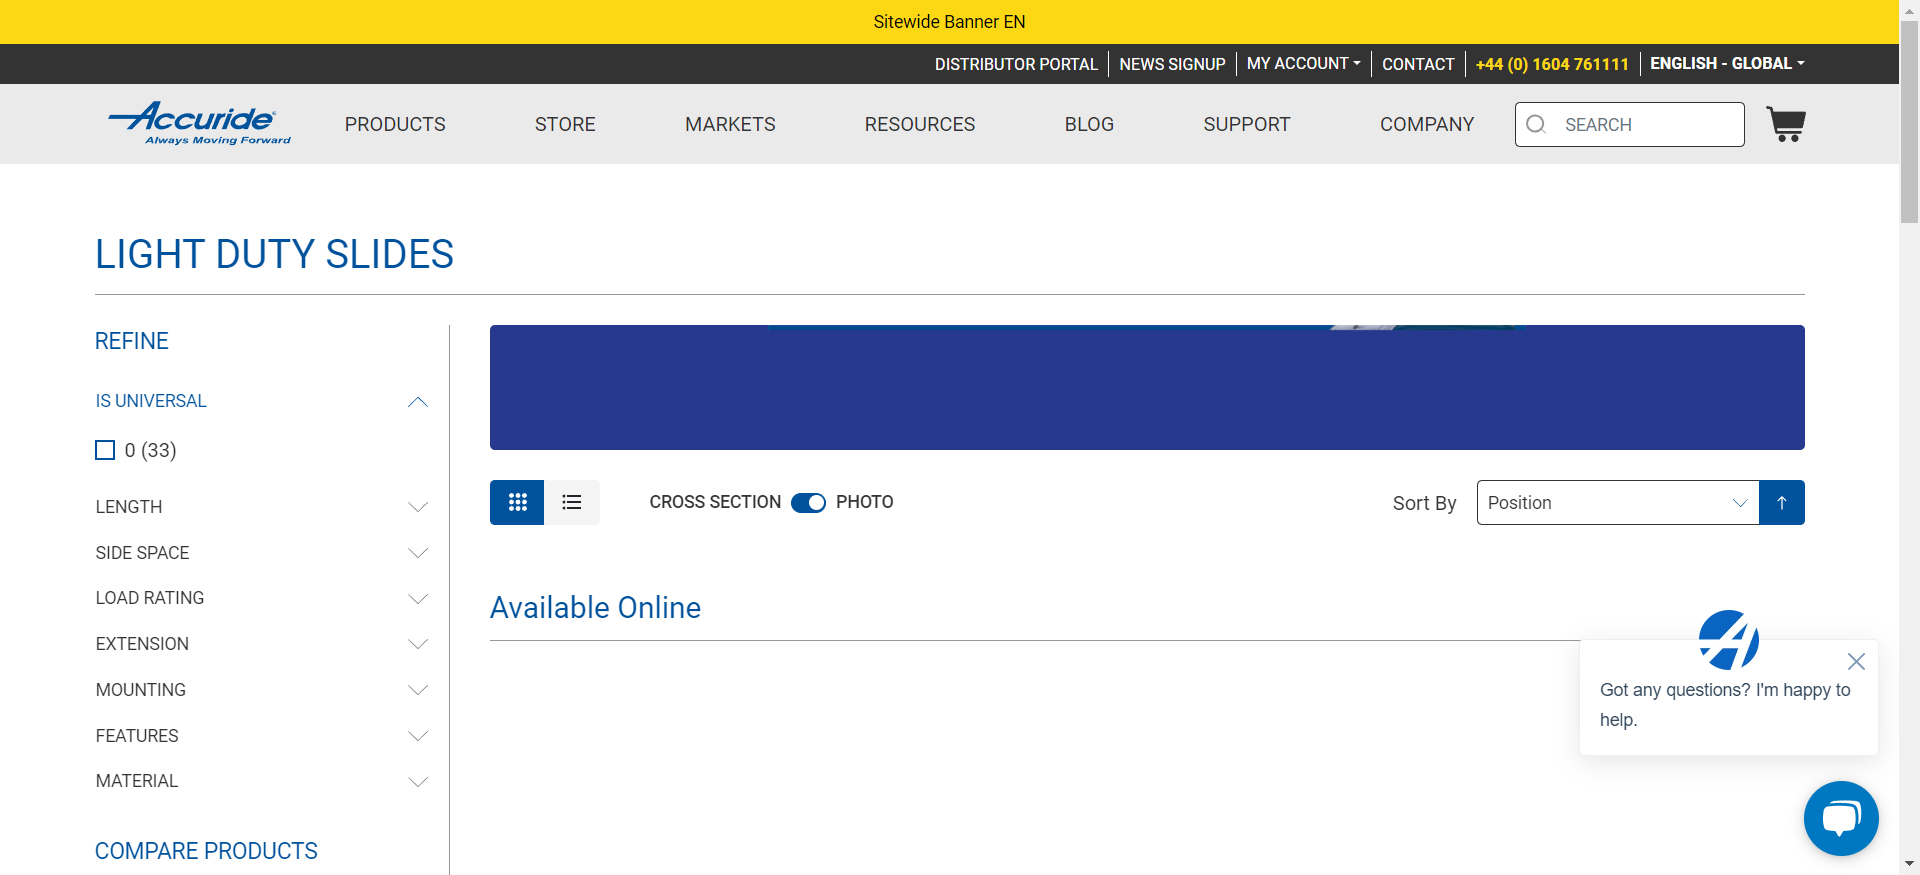 Sitewide Banner EN
DISTRIBUTOR PORTAL NEWS SIGNUP MY ACCOUNT CONTACT +44 (0) 1604 761111 ENGLISH - GLOBAL
Accuride
Always Moving Forward
PRODUCTS STORE MARKETS RESOURCES BLOG SUPPORT COMPANY SEARCH
LIGHT DUTY SLIDES
REFINE
IS UNIVERSAL
0 (33)
LENGTH
SIDE SPACE
LOAD RATING
EXTENSION
MOUNTING
FEATURES
MATERIAL
COMPARE PRODUCTS
CROSS SECTION PHOTO
Sort By Position
Available Online
Got any questions? I'm happy to
help.